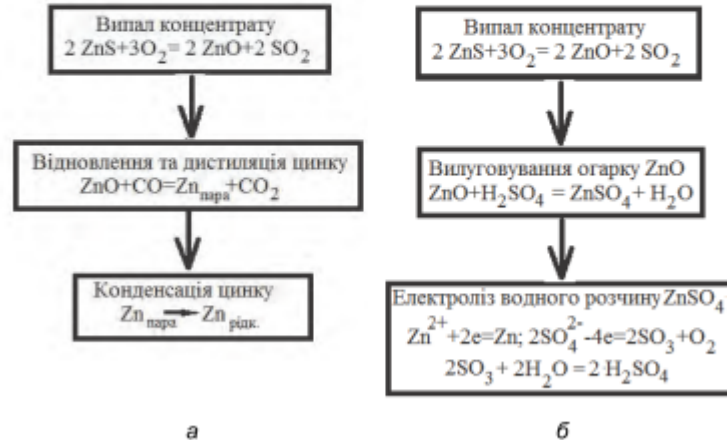 Випал концентрату
2 ZnS+3O₂= 2 ZnO+2 SO₂
Відновлення та дистиляція цинку
ZnO+CO=Znпара+CO₂
Конденсація цинку
Znпара → Znрідк.
а
Випал концентрату
2 ZnS+3O₂= 2 ZnO+2 SO₂
Вилуговування огарку ZnO
ZnO+H₂SO₄ = ZnSO₄+ H₂O
Електроліз водного розчину ZnSO₄
Zn²⁺+2e=Zn; 2SO₄²⁻-4e=2SO₃+O₂
2SO₃+ 2H₂O = 2 H₂SO₄
б